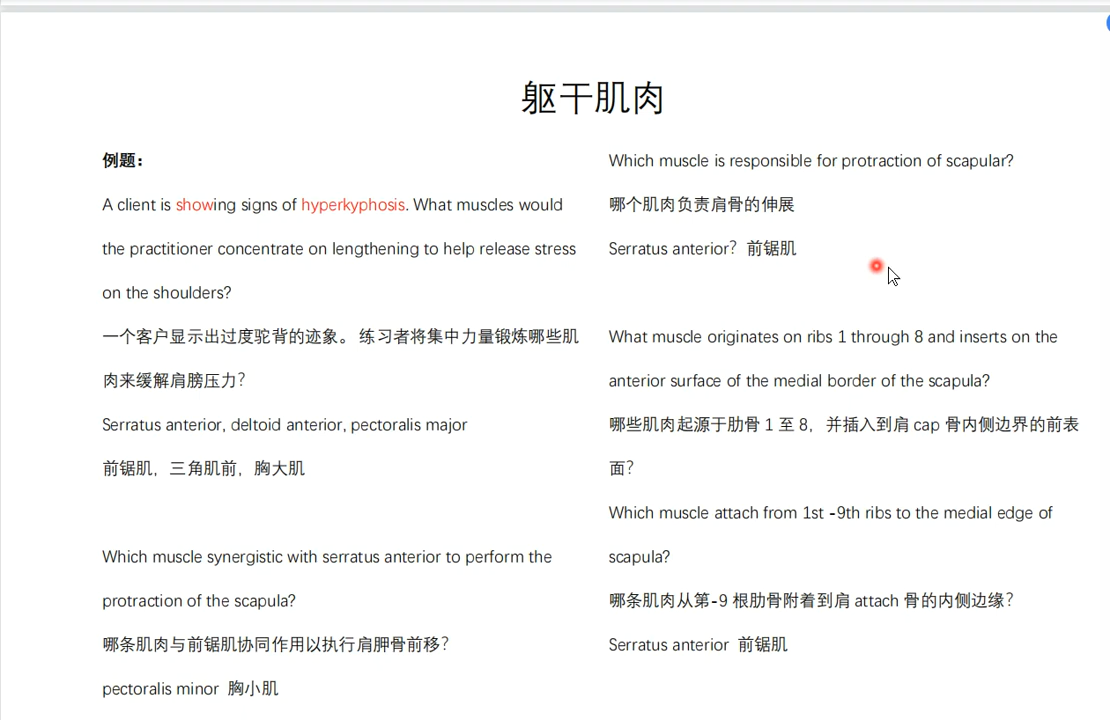 躯干肌肉
例题：
A client is showing signs of hyperkyphosis. What muscles would
the practitioner concentrate on lengthening to help release stress
on the shoulders?
一个客户显示出过度驼背的迹象。 练习者将集中力量锻炼哪些肌
肉来缓解肩膀压力？
Serratus anterior, deltoid anterior, pectoralis major
前锯肌，三角肌前，胸大肌
Which muscle synergistic with serratus anterior to perform the
protraction of the scapula?
哪条肌肉与前锯肌协同作用以执行肩胛骨前移？
pectoralis minor 胸小肌
Which muscle is responsible for protraction of scapular?
哪个肌肉负责肩骨的伸展
Serratus anterior？前锯肌
What muscle originates on ribs 1 through 8 and inserts on the
anterior surface of the medial border of the scapula?
哪些肌肉起源于肋骨 1 至 8，并插入到肩 cap 骨内侧边界的前表
面？
Which muscle attach from 1st -9th ribs to the medial edge of
scapula?
哪条肌肉从第-9 根肋骨附着到肩 attach 骨的内侧边缘？
Serratus anterior 前锯肌